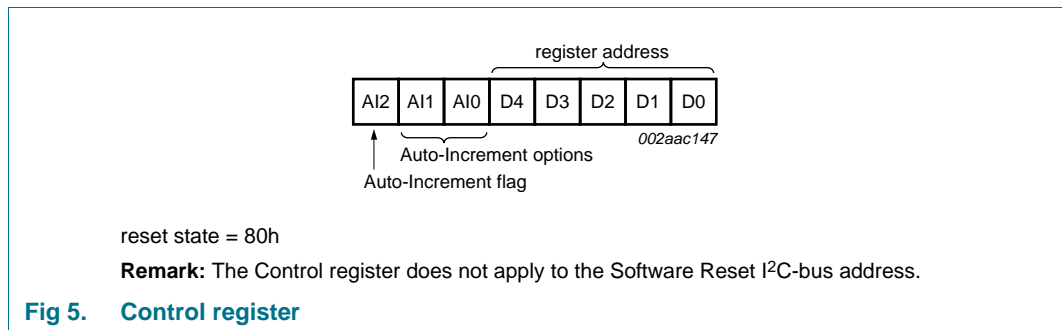 register address
AI2 AI1 AI0 D4 D3 D2 D1 D0
002aac147
Auto-Increment options
Auto-Increment flag
reset state = 80h
Remark: The Control register does not apply to the Software Reset I2C-bus address.
Fig 5. Control register